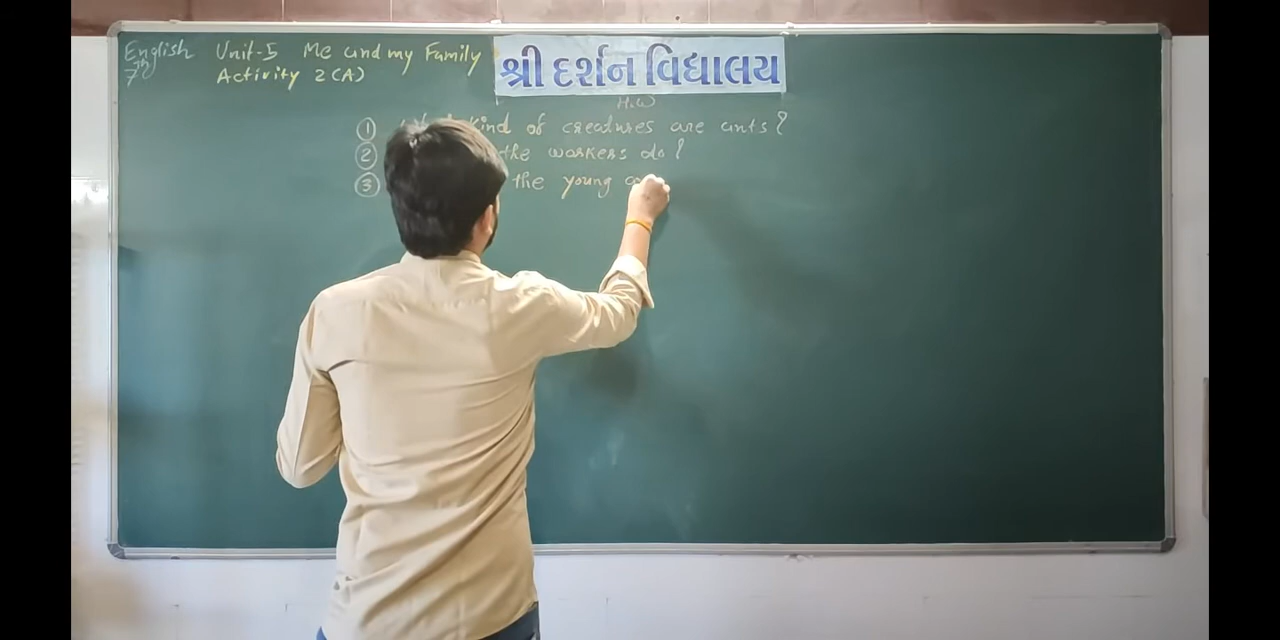 English Unit-5 Me and my Family
7th Activity 2(A)
શ્રી દર્શન વિદ્યાલય
H.W
① kind of creatures are ants?
② the workers do?
③ the young